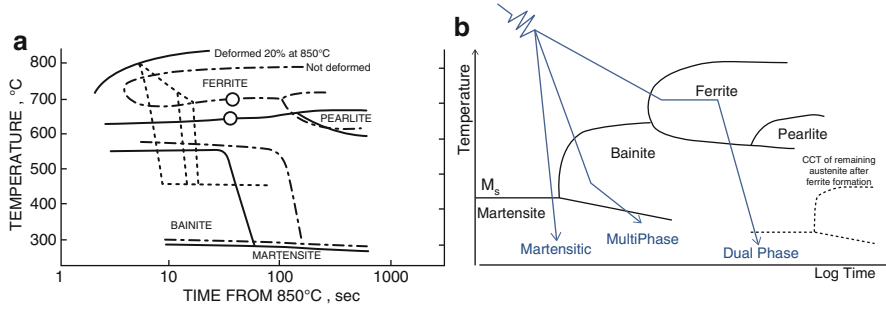 a
800
700
600
500
400
300
TEMPERATURE , °C
Deformed 20% at 850°C
Not deformed
FERRITE
PEARLITE
BAINITE
MARTENSITE
1
10
100
1000
TIME FROM 850°C , sec
b
Temperature
Ferrite
Pearlite
Bainite
CCT of remaining
austenite after
ferrite formation
Ms
Martensite
Martensitic
MultiPhase
Dual Phase
Log Time